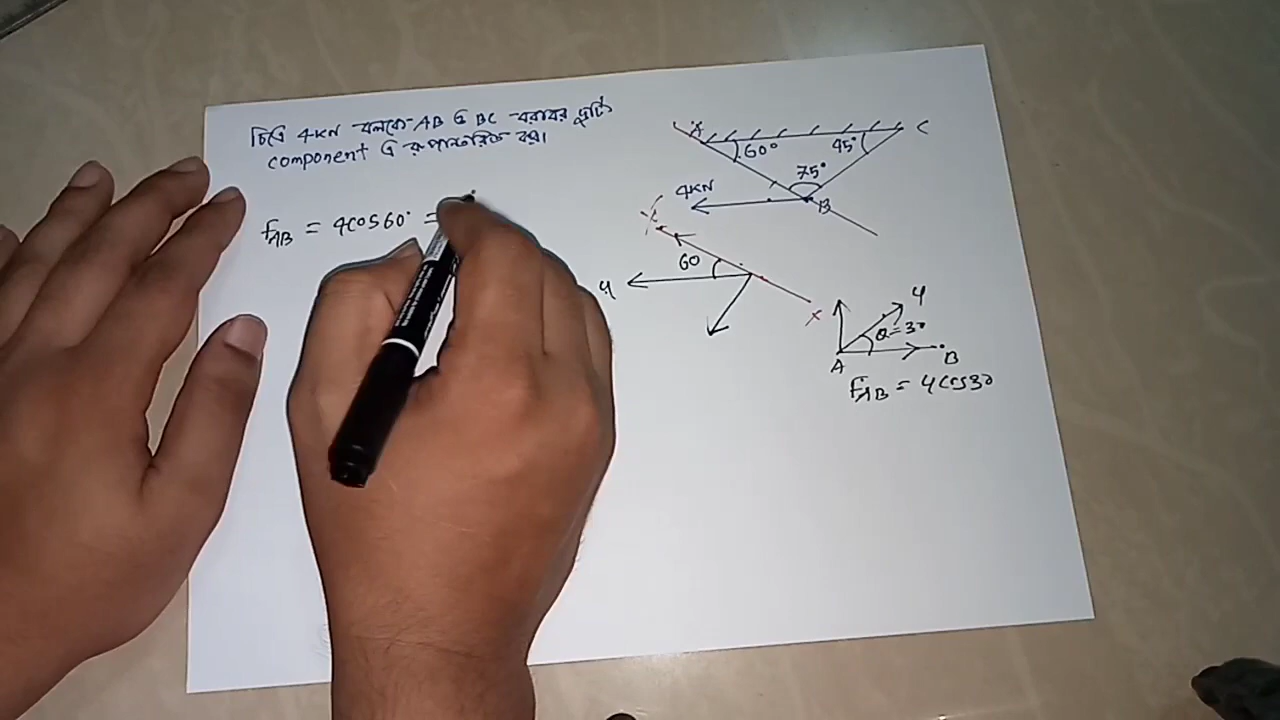 চিত্রে 4KN বলকে AB ও BC বরাবর দুটি
component এ রূপান্তরিত কর।
F_AB = 4cos60° =
A
C
60°
45°
75°
4KN
B
60
4
X
4
θ=30
A
B
F_AB = 4cos30